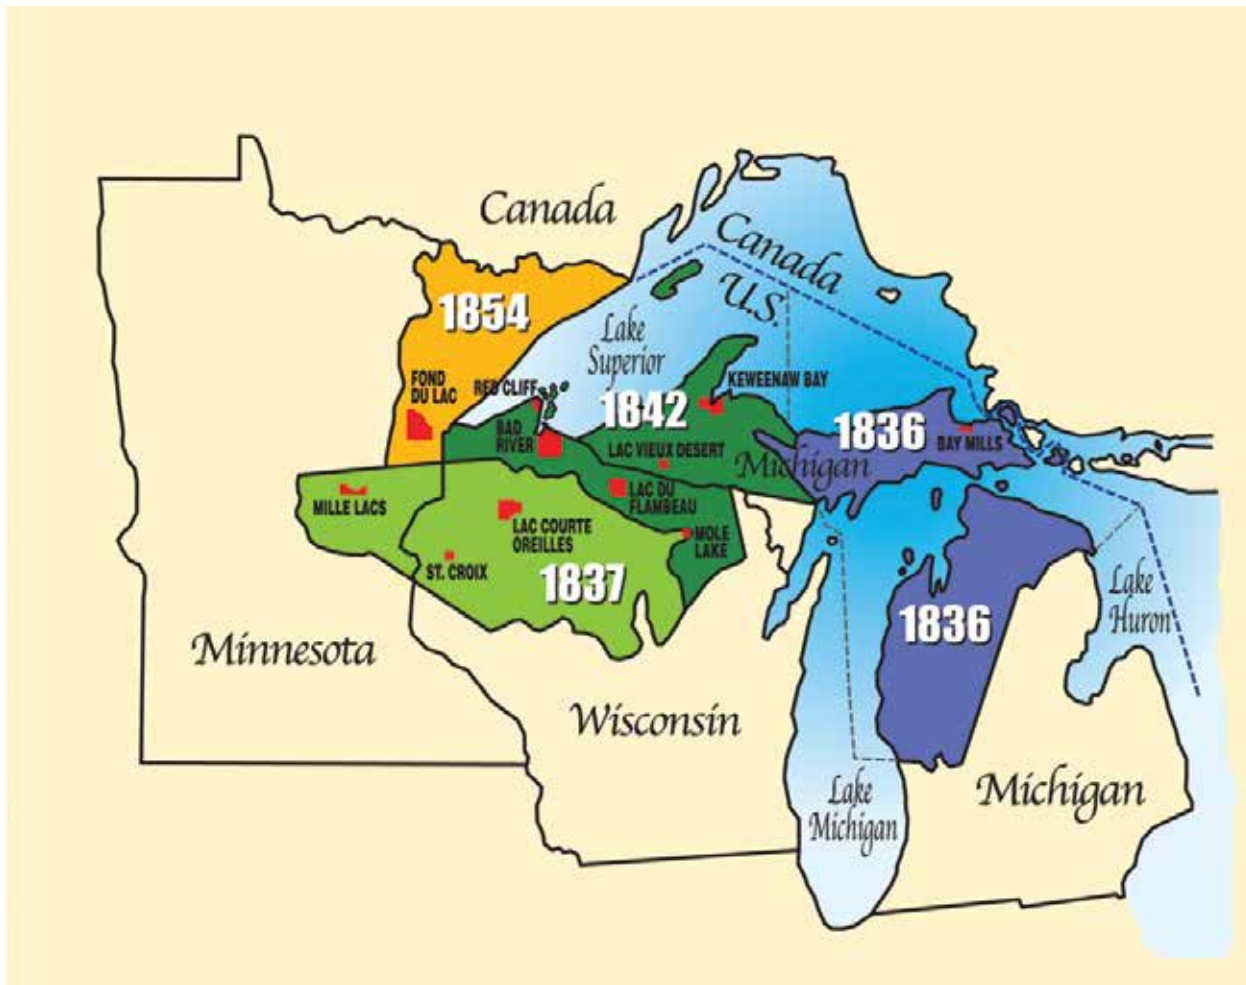 Canada
Canada
U.S.
1854
Lake
Superior
FOND
DU LAC
RED CLIFF
KEWEENAW BAY
1842
BAD
RIVER
LAC VIEUX DESERT
1836
BAY MILLS
Michigan
MILLE LACS
LAC DU
FLAMBEAU
LAC COURTE
OREILLES
MOLE
LAKE
ST. CROIX
1837
Lake
Huron
1836
Minnesota
Wisconsin
Lake
Michigan
Michigan